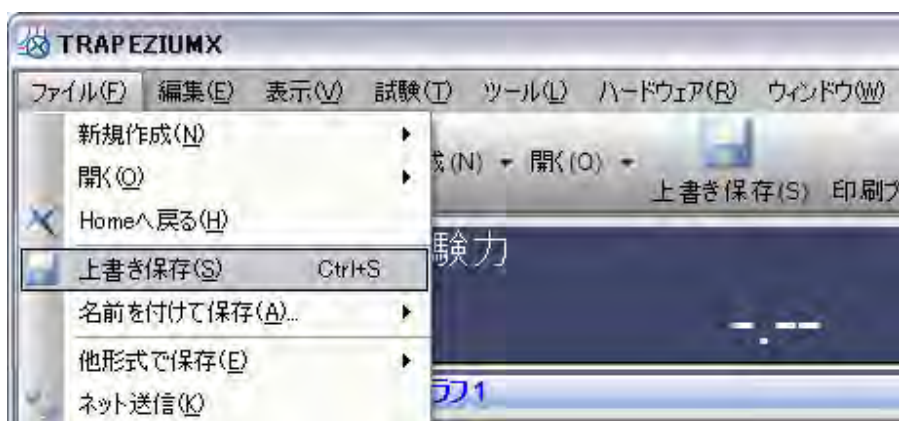 TRAPEZIUMX
ファイル(F) 編集(E) 表示(V) 試験(T) ツール(L) ハードウェア(R) ウィンドウ(W)
新規作成(N)
開く(O)
Homeへ戻る(H)
上書き保存(S) Ctrl+S
名前を付けて保存(A)...
他形式で保存(E)
ネット送信(K)
(N) 開く(O)
上書き保存(S) 印刷プ
験力
-.--
ラフ1